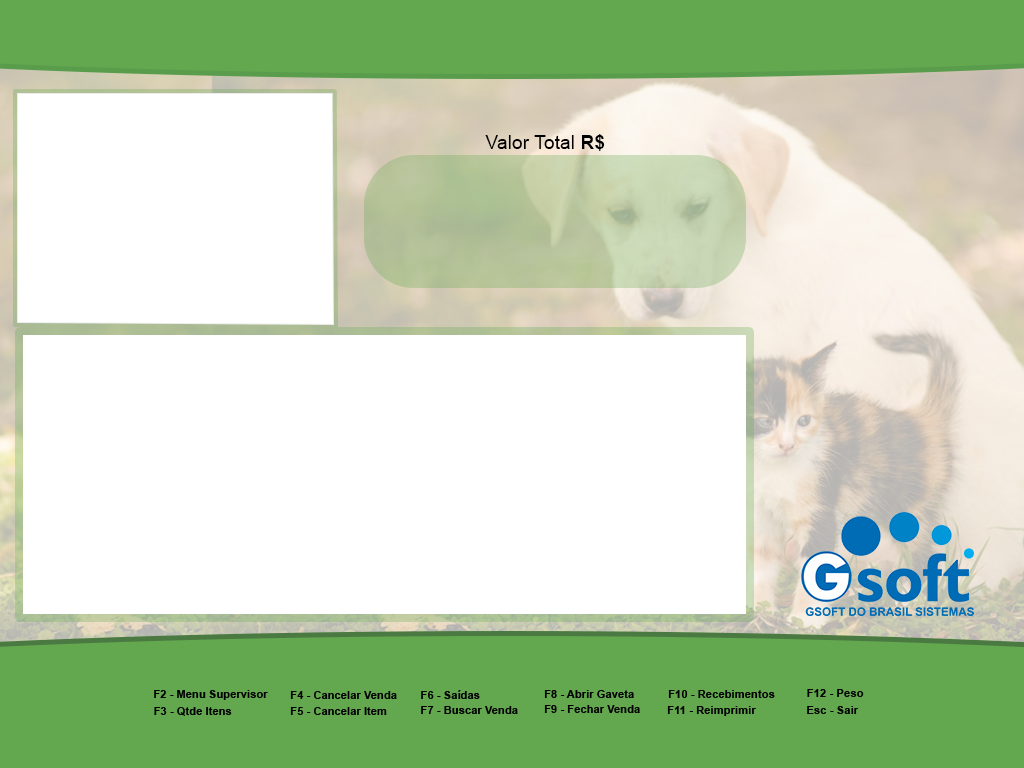 Valor Total R$
Gsoft
GSOFT DO BRASIL SISTEMAS
F2 - Menu Supervisor
F3 - Qtde Itens
F4 - Cancelar Venda
F5 - Cancelar Item
F6 - Saídas
F7 - Buscar Venda
F8 - Abrir Gaveta
F9 - Fechar Venda
F10 - Recebimentos
F11 - Reimprimir
F12 - Peso
Esc - Sair